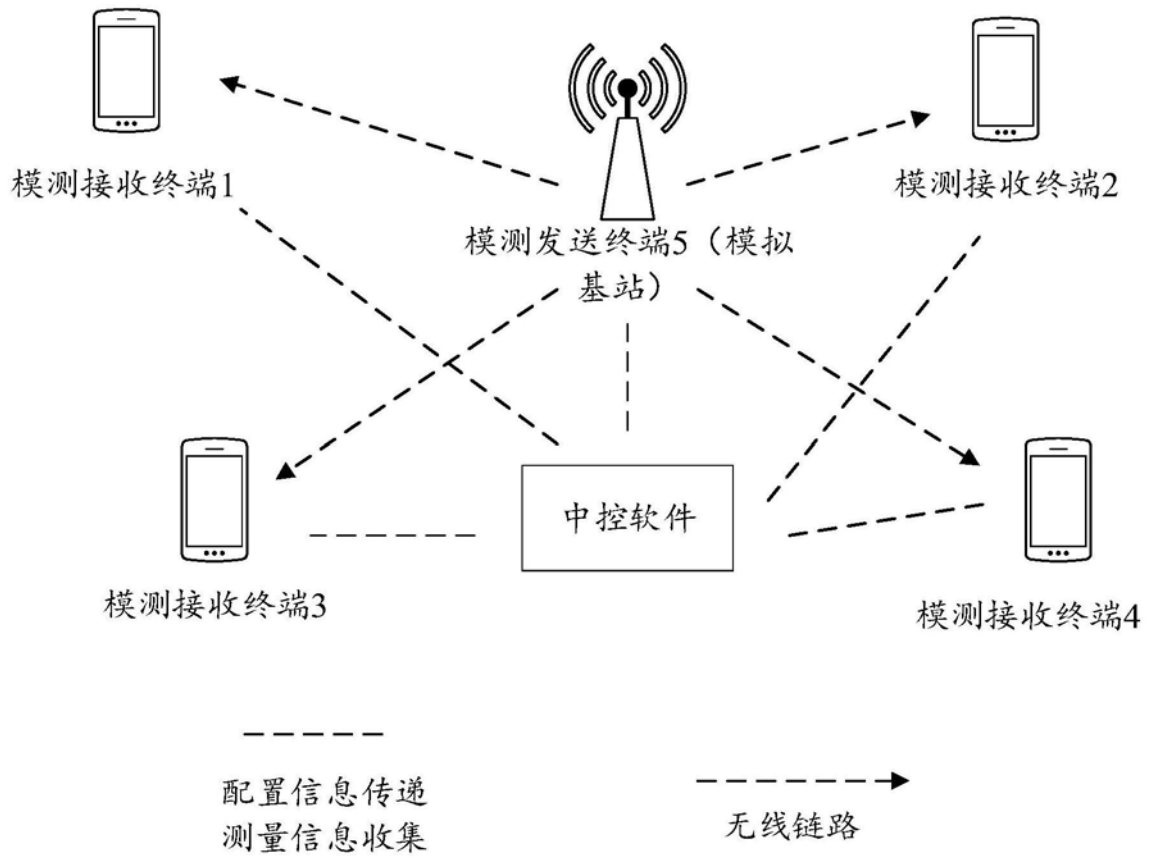 模测接收终端1
模测接收终端2
模测发送终端5（模拟
基站）
中控软件
模测接收终端3
模测接收终端4
配置信息传递
测量信息收集
无线链路